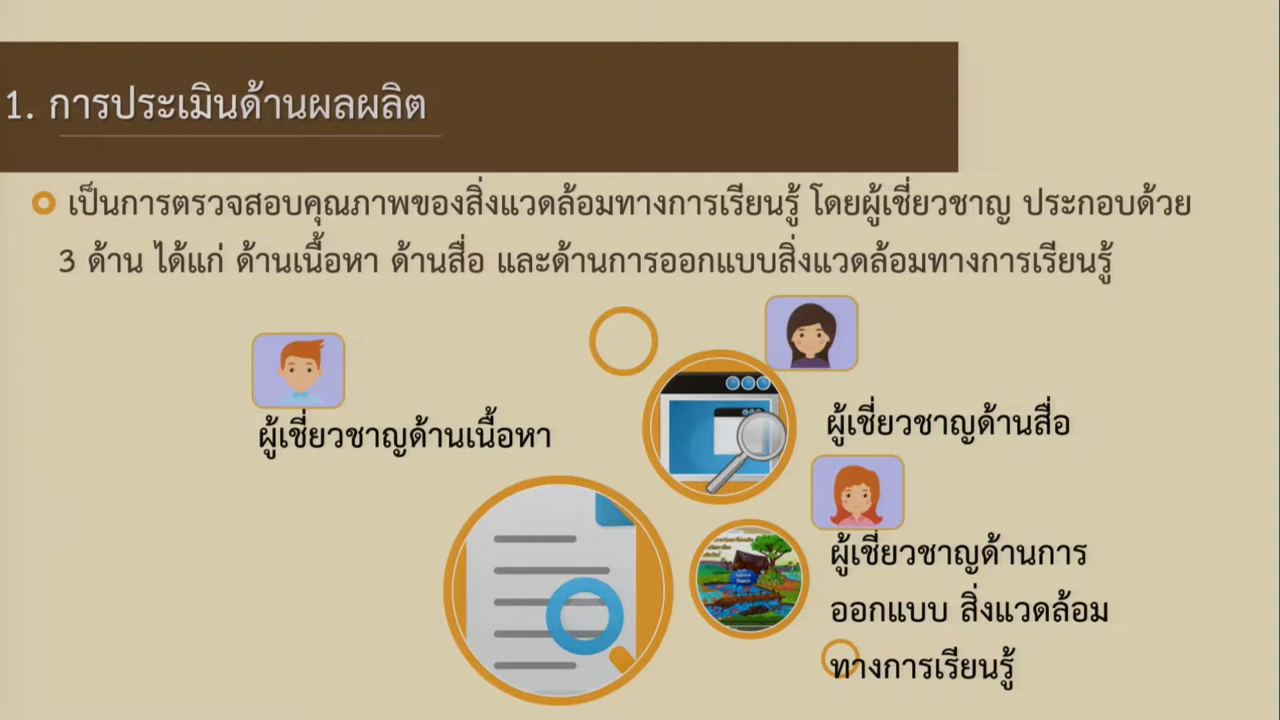 1. การประเมินด้านผลผลิต
เป็นการตรวจสอบคุณภาพของสิ่งแวดล้อมทางการเรียนรู้ โดยผู้เชี่ยวชาญ ประกอบด้วย
3 ด้าน ได้แก่ ด้านเนื้อหา ด้านสื่อ และด้านการออกแบบสิ่งแวดล้อมทางการเรียนรู้
ผู้เชี่ยวชาญด้านเนื้อหา
ผู้เชี่ยวชาญด้านสื่อ
ผู้เชี่ยวชาญด้านการ
ออกแบบ สิ่งแวดล้อม
ทางการเรียนรู้